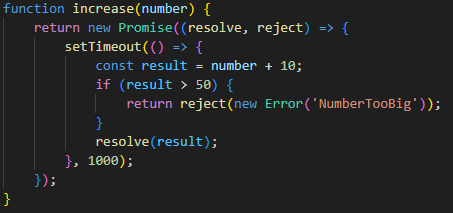 function increase(number) {
    return new Promise((resolve, reject) => {
        setTimeout(() => {
            const result = number + 10;
            if (result > 50) {
                return reject(new Error('NumberTooBig'));
            }
            resolve(result);
        }, 1000);
    });
}